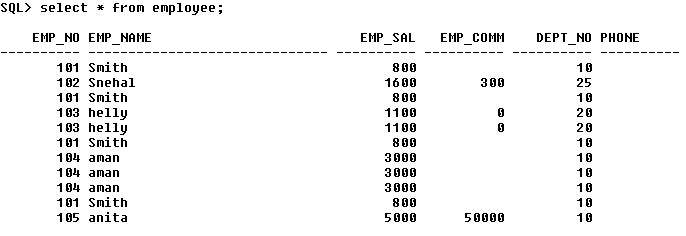 SQL> select * from employee;
EMP_NO EMP_NAME EMP_SAL EMP_COMM DEPT_NO PHONE
---------- ------------------------------ ---------- ---------- ---------- ----------
101 Smith 800 10
102 Snehal 1600 300 25
101 Smith 800 10
103 helly 1100 0 20
103 helly 1100 0 20
101 Smith 800 10
104 aman 3000 10
104 aman 3000 10
104 aman 3000 10
101 Smith 800 10
105 anita 5000 50000 10